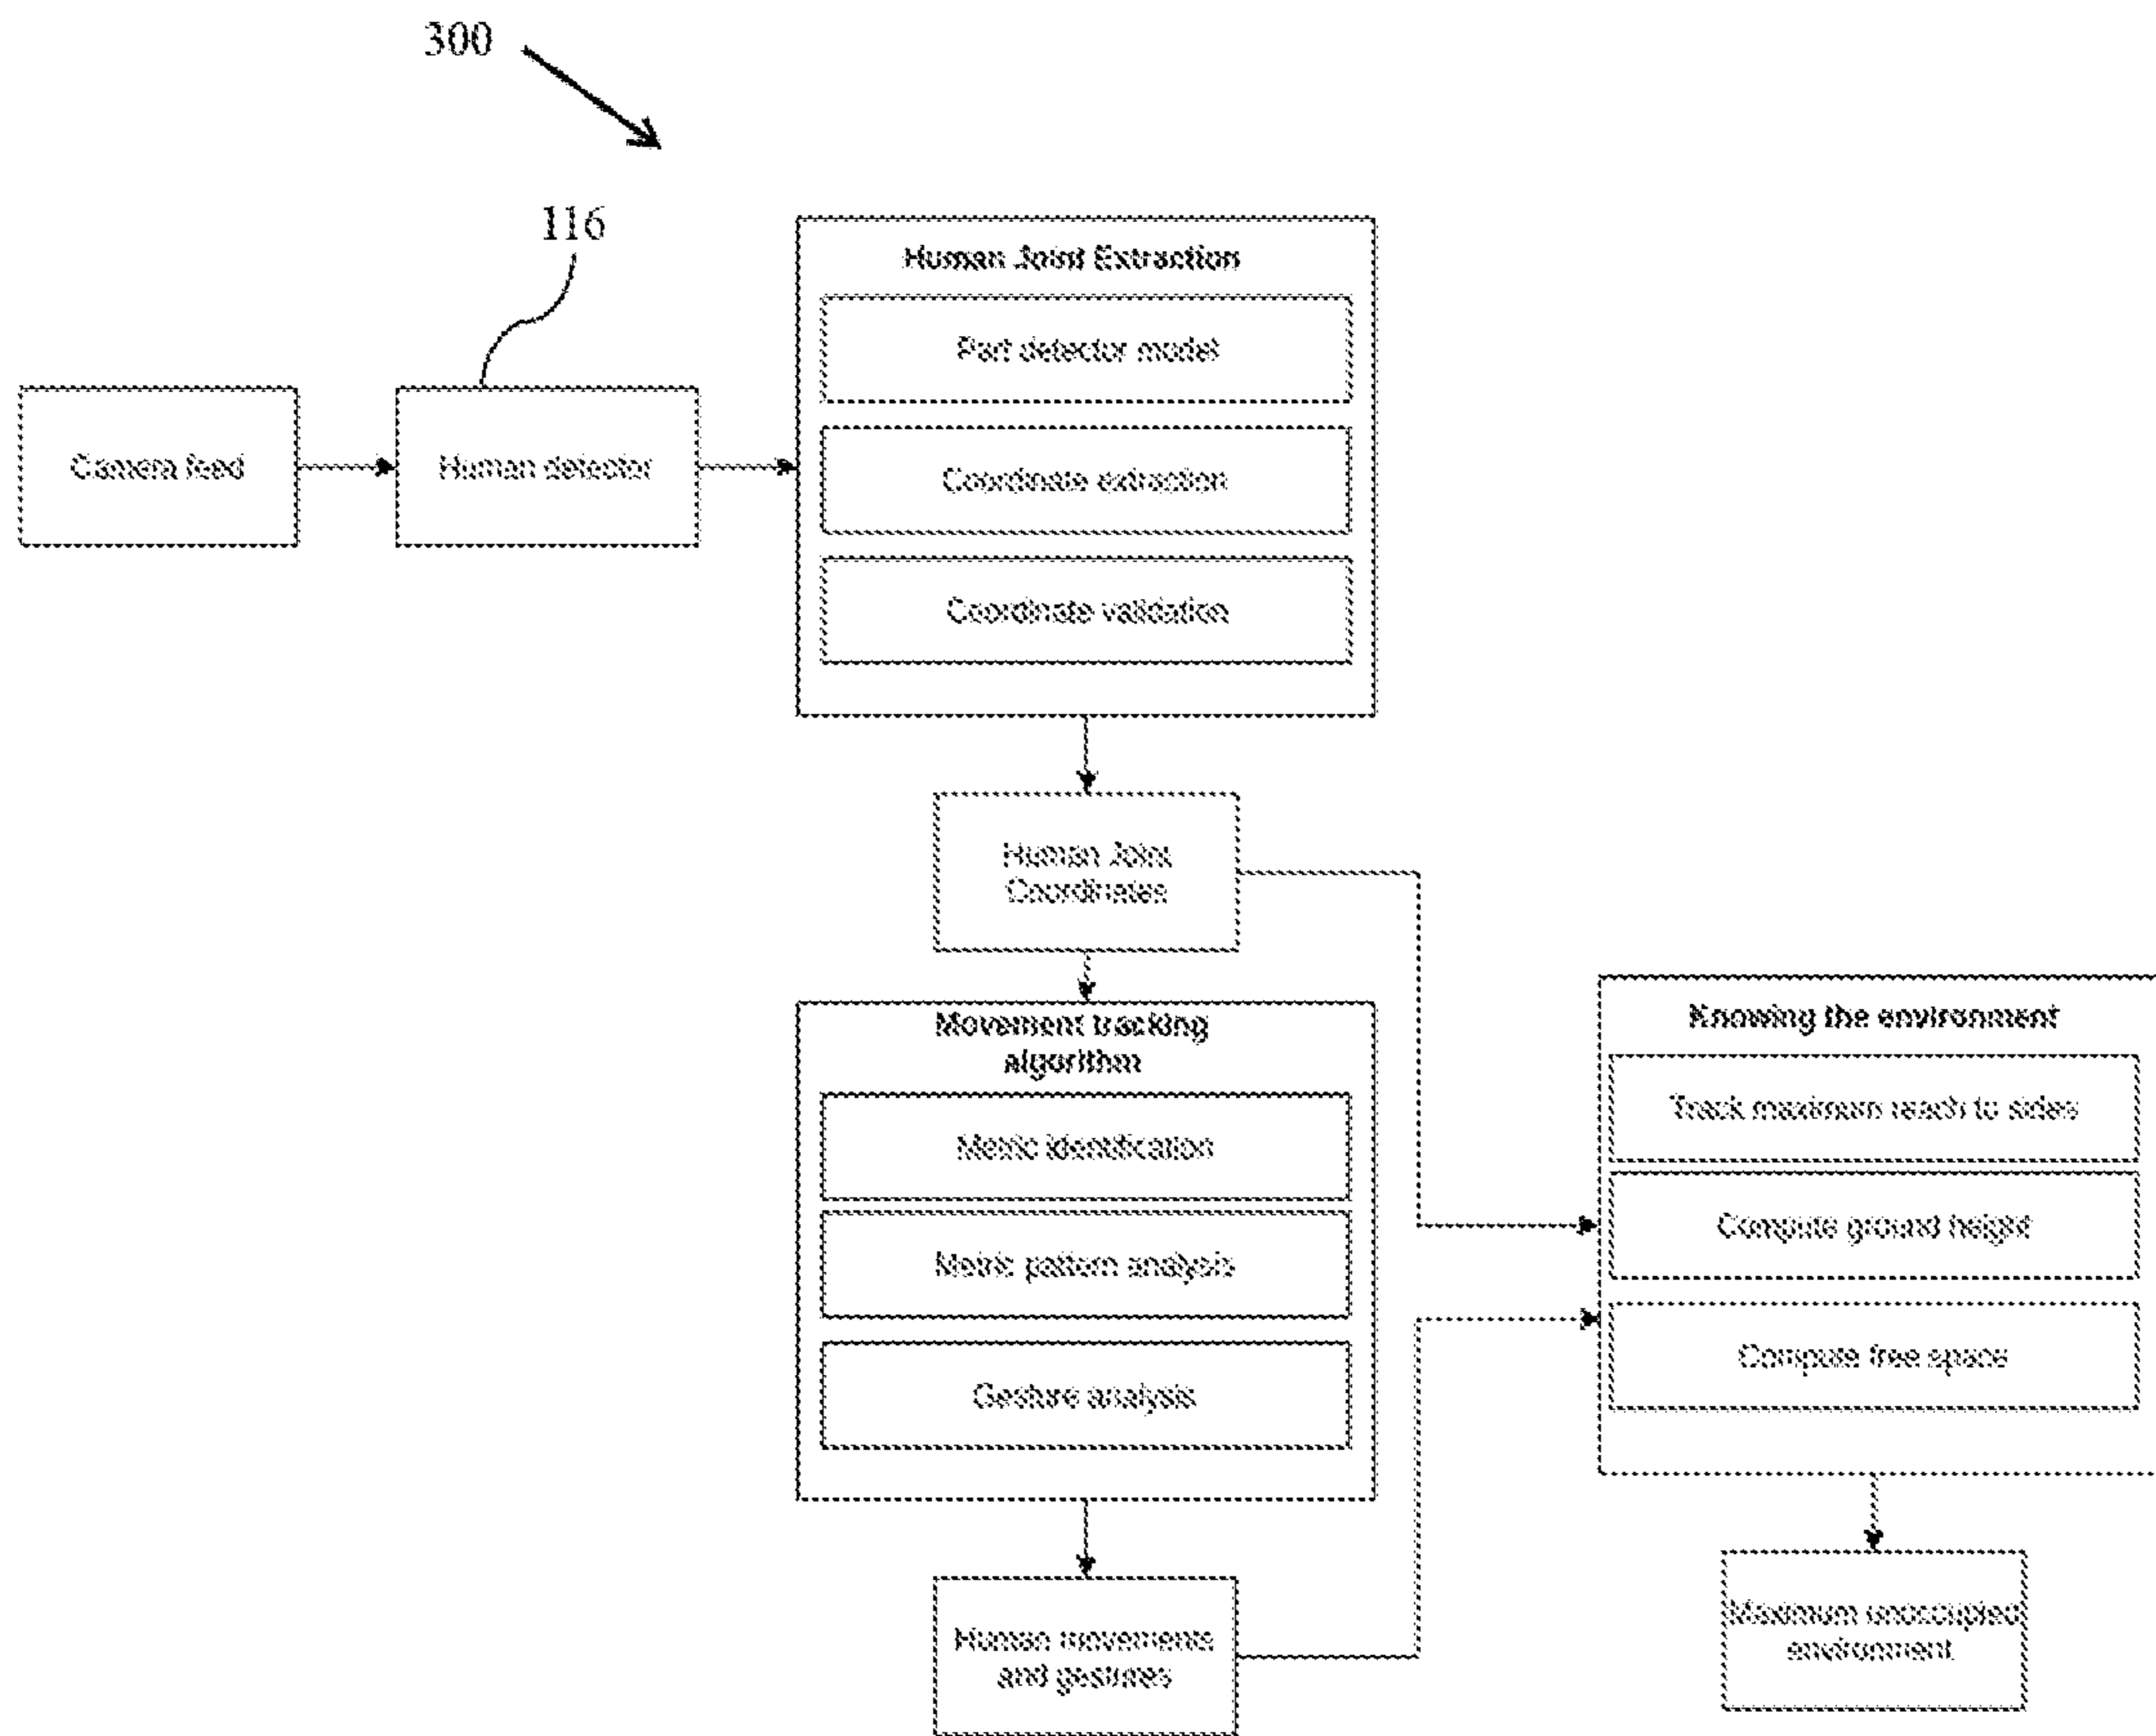 300
116
Camera feed
Human detector
Human Joint Extraction
Part detector model
Coordinate extraction
Coordinate validation
Human Joint
Coordinates
Movement tracking
algorithm
Metric identification
Metric pattern analysis
Gesture analysis
Human movements
and gestures
Knowing the environment
Track maximum reach to sides
Compute ground height
Compute free space
Maximum unoccupied
environment